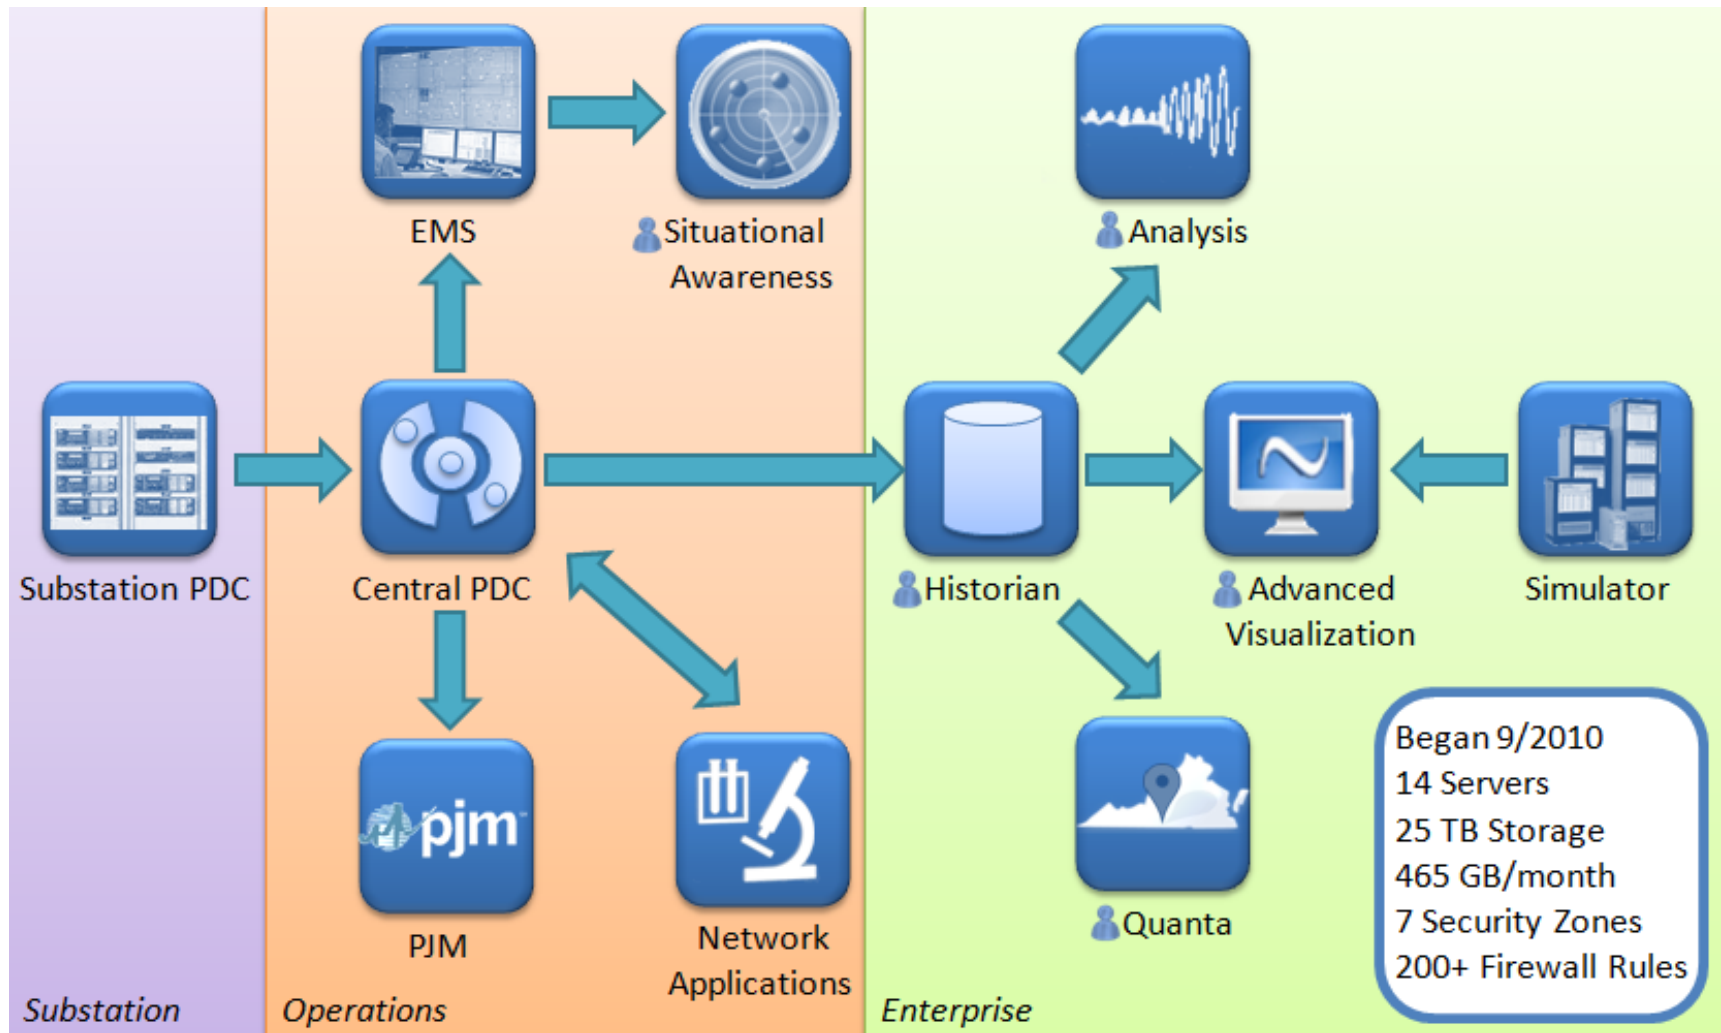 EMS
Situational
Awareness
Analysis
Substation PDC
Central PDC
Historian
Advanced
Visualization
Simulator
pjm
PJM
Network
Applications
Quanta
Began 9/2010
14 Servers
25 TB Storage
465 GB/month
7 Security Zones
200+ Firewall Rules
Substation
Operations
Enterprise